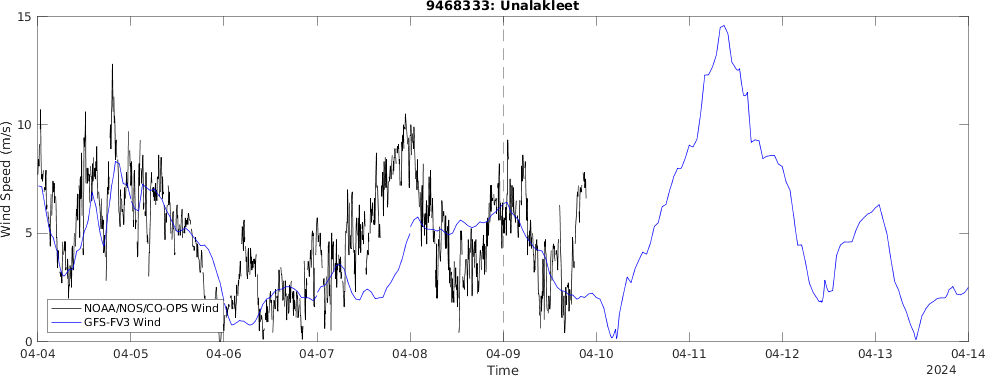 9468333: Unalakleet
15
10
5
0
Wind Speed (m/s)
NOAA/NOS/CO-OPS Wind
GFS-FV3 Wind
04-04 04-05 04-06 04-07 04-08 04-09 04-10 04-11 04-12 04-13 04-14
Time
2024